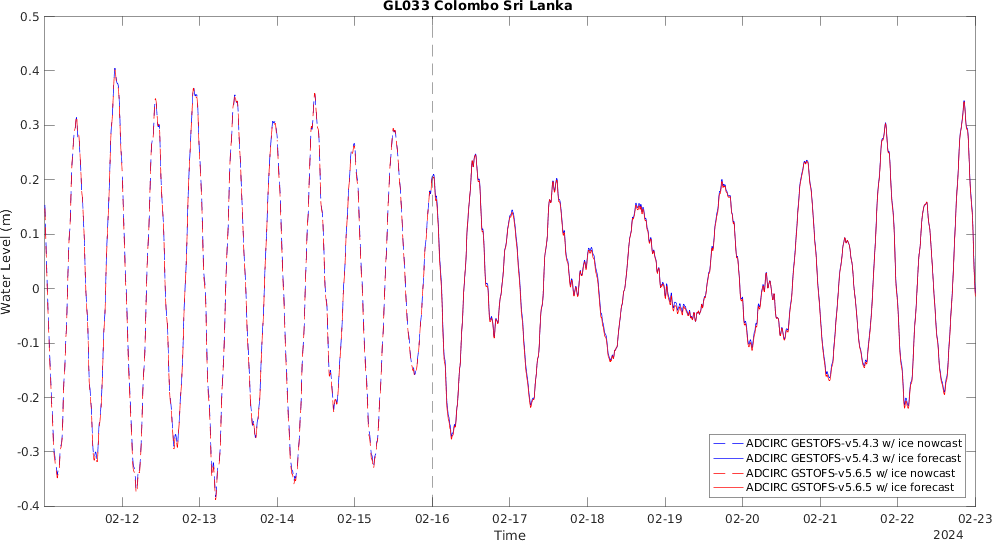 GL033 Colombo Sri Lanka
0.5
0.4
0.3
0.2
0.1
0
-0.1
-0.2
-0.3
-0.4
Water Level (m)
ADCIRC GESTOFS-v5.4.3 w/ ice nowcast
ADCIRC GESTOFS-v5.4.3 w/ ice forecast
ADCIRC GSTOFS-v5.6.5 w/ ice nowcast
ADCIRC GSTOFS-v5.6.5 w/ ice forecast
02-12 02-13 02-14 02-15 02-16 02-17 02-18 02-19 02-20 02-21 02-22 02-23
Time
2024